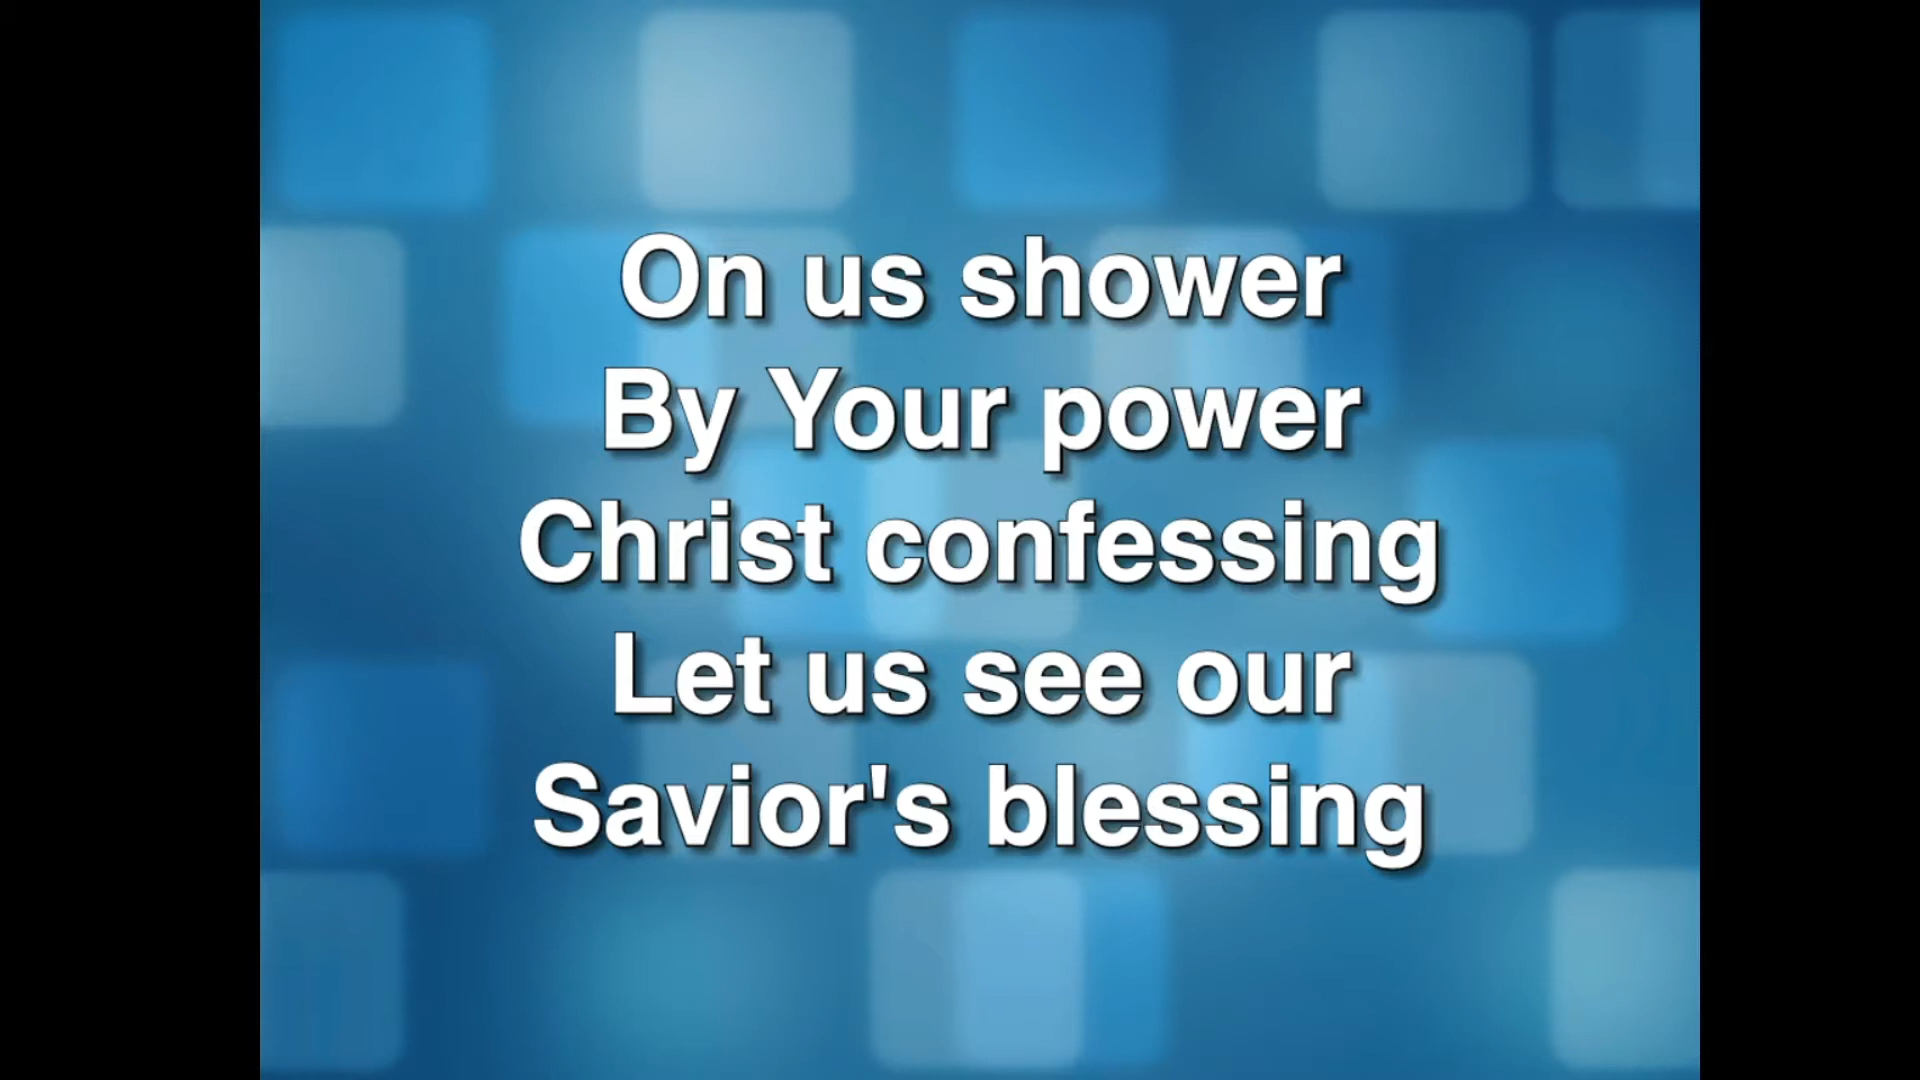 On us shower
By Your power
Christ confessing
Let us see our
Savior's blessing